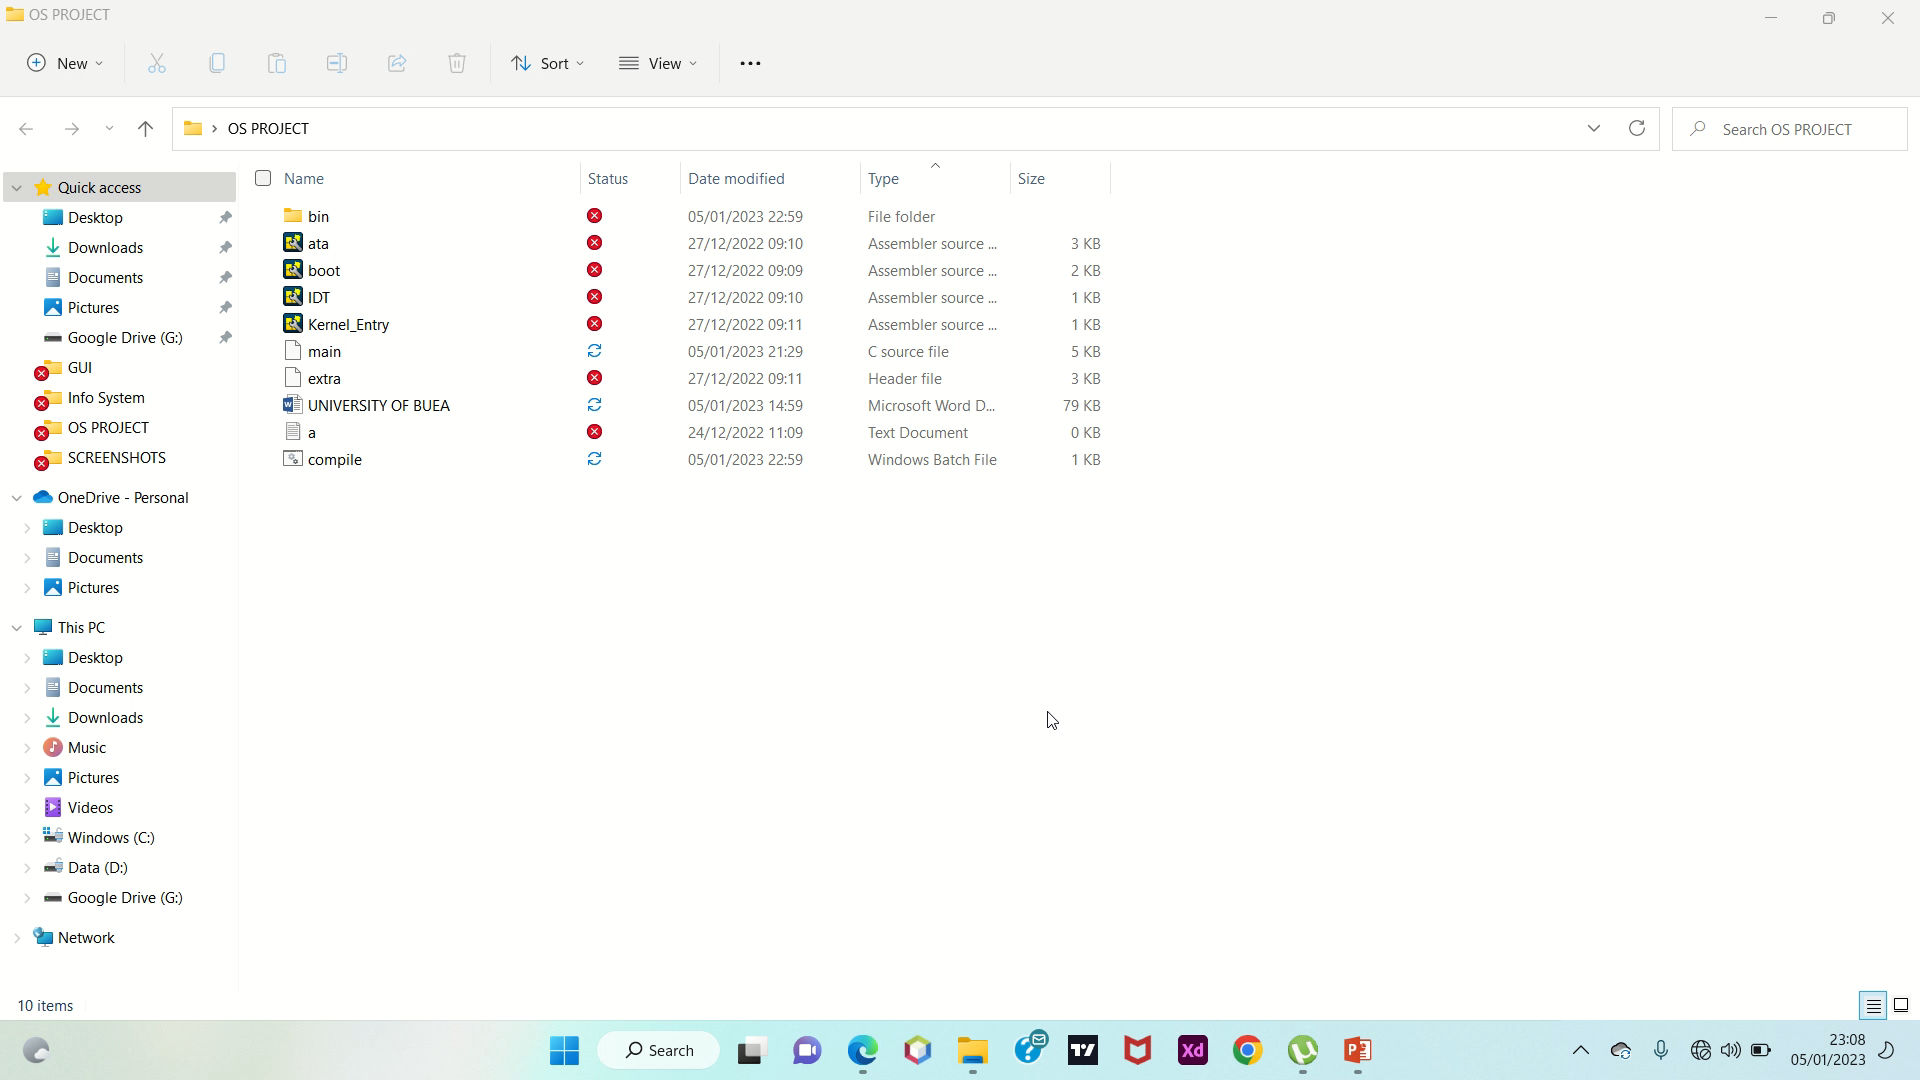 OS PROJECT
New
Sort
View
OS PROJECT
Search OS PROJECT
Name Status Date modified Type Size
Quick access
Desktop
Downloads
Documents
Pictures
Google Drive (G:)
GUI
Info System
OS PROJECT
SCREENSHOTS
OneDrive - Personal
Desktop
Documents
Pictures
This PC
Desktop
Documents
Downloads
Music
Pictures
Videos
Windows (C:)
Data (D:)
Google Drive (G:)
Network
bin 05/01/2023 22:59 File folder
ata 27/12/2022 09:10 Assembler source ... 3 KB
boot 27/12/2022 09:09 Assembler source ... 2 KB
IDT 27/12/2022 09:10 Assembler source ... 1 KB
Kernel_Entry 27/12/2022 09:11 Assembler source ... 1 KB
main 05/01/2023 21:29 C source file 5 KB
extra 27/12/2022 09:11 Header file 3 KB
UNIVERSITY OF BUEA 05/01/2023 14:59 Microsoft Word D... 79 KB
a 24/12/2022 11:09 Text Document 0 KB
compile 05/01/2023 22:59 Windows Batch File 1 KB
10 items
Search
Xd
23:08
05/01/2023